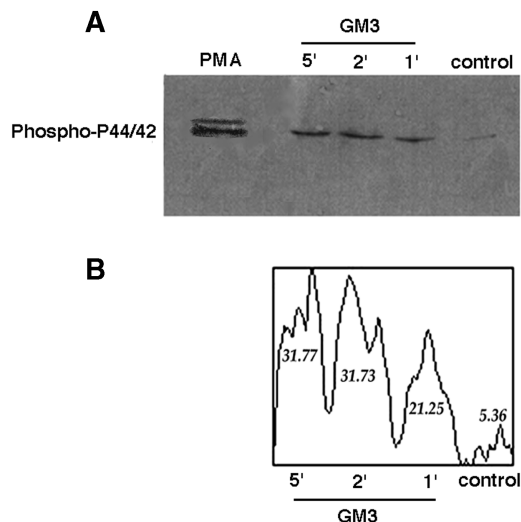 A
GM3
PMA 5' 2' 1' control
Phospho-P44/42
B
31.77 31.73 21.25 5.36
5' 2' 1' control
GM3